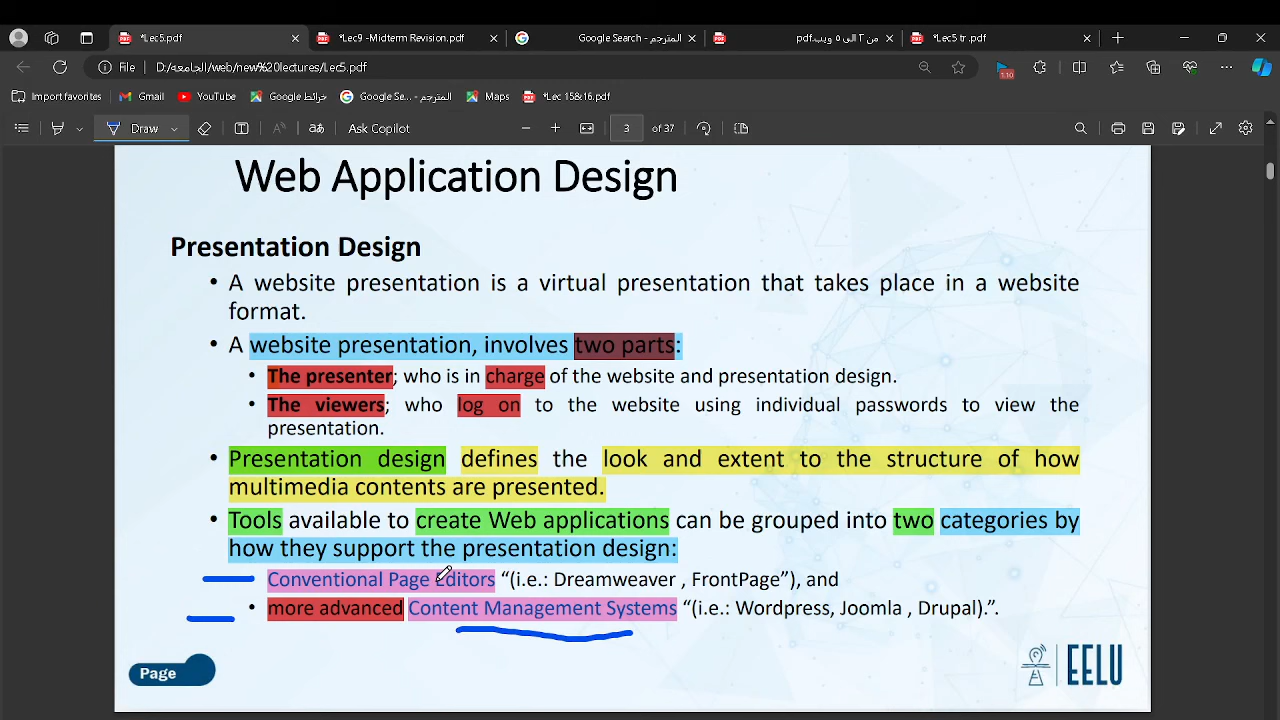 *Lec5.pdf
*Lec9 -Midterm Revision.pdf
المترجم - Google Search
من ٢ الى ٥ ويب.pdf
*Lec5 tr.pdf
File
D:/الجامعه/web/new%20lectures/Lec5.pdf
1.10
Import favorites
Gmail
YouTube
خرائط Google
المترجم - Google Se...
Maps
*Lec 15&16.pdf
Draw
Ask Copilot
3 of 37
Web Application Design
Presentation Design
• A website presentation is a virtual presentation that takes place in a website
format.
• A website presentation, involves two parts:
• The presenter; who is in charge of the website and presentation design.
• The viewers; who log on to the website using individual passwords to view the
presentation.
• Presentation design defines the look and extent to the structure of how
multimedia contents are presented.
• Tools available to create Web applications can be grouped into two categories by
how they support the presentation design:
Conventional Page Editors “(i.e.: Dreamweaver , FrontPage”), and
• more advanced Content Management Systems “(i.e.: Wordpress, Joomla , Drupal).”.
Page
EELU